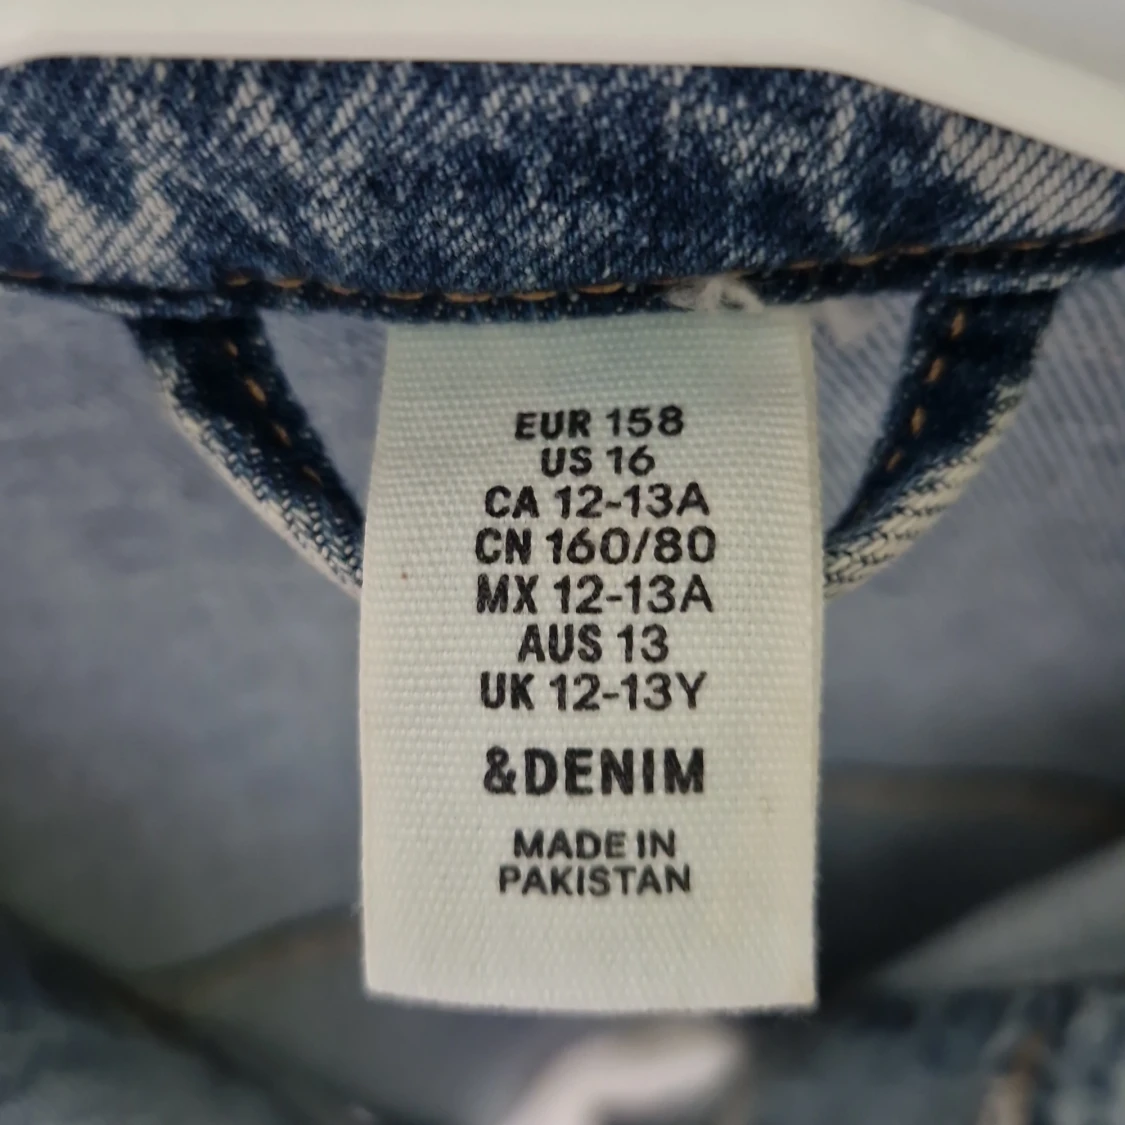 EUR 158
US 16
CA 12-13A
CN 160/80
MX 12-13A
AUS 13
UK 12-13Y
&DENIM
MADE IN
PAKISTAN